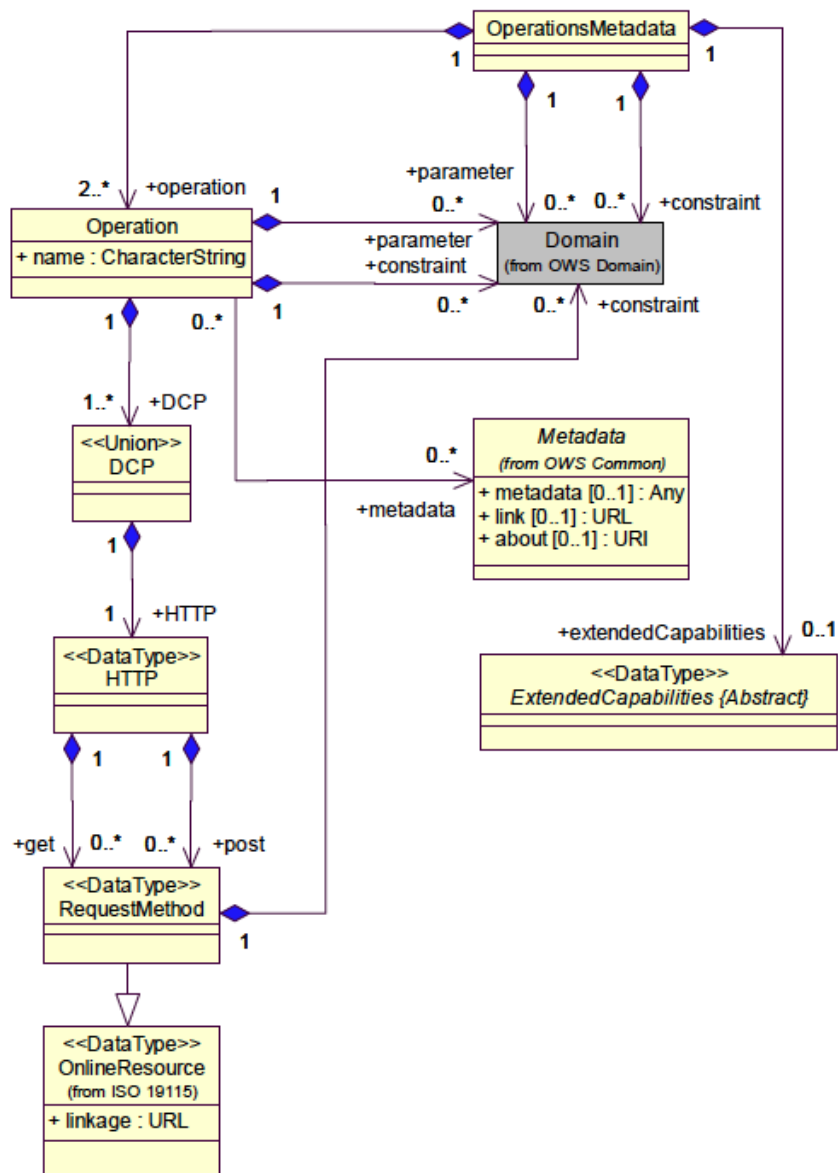 OperationsMetadata
1
1
1
1
2..*
+operation
+parameter
0..*
0..*
+constraint
Operation
+ name : CharacterString
1
0..*
+parameter
+constraint
1
0..*
Domain
(from OWS Domain)
0..*
+constraint
1
0..*
1..*
+DCP
<<Union>>
DCP
0..*
+metadata
Metadata
(from OWS Common)
+ metadata [0..1] : Any
+ link [0..1] : URL
+ about [0..1] : URI
1
1
+HTTP
<<DataType>>
HTTP
+extendedCapabilities
0..1
<<DataType>>
ExtendedCapabilities {Abstract}
1
1
+get
0..*
0..*
+post
<<DataType>>
RequestMethod
1
<<DataType>>
OnlineResource
(from ISO 19115)
+ linkage : URL